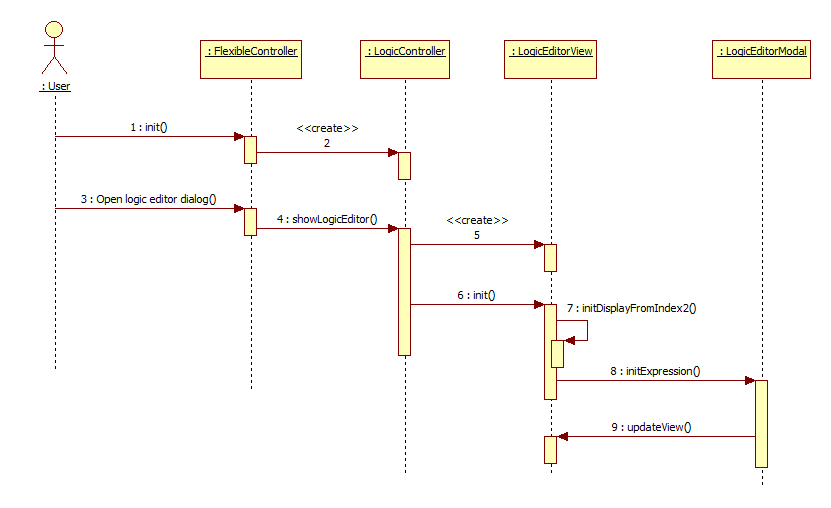 : FlexibleController
: LogicController
: LogicEditorView
: LogicEditorModal
: User
1 : init()
<<create>>
2
3 : Open logic editor dialog()
4 : showLogicEditor()
<<create>>
5
6 : init()
7 : initDisplayFromIndex2()
8 : initExpression()
9 : updateView()